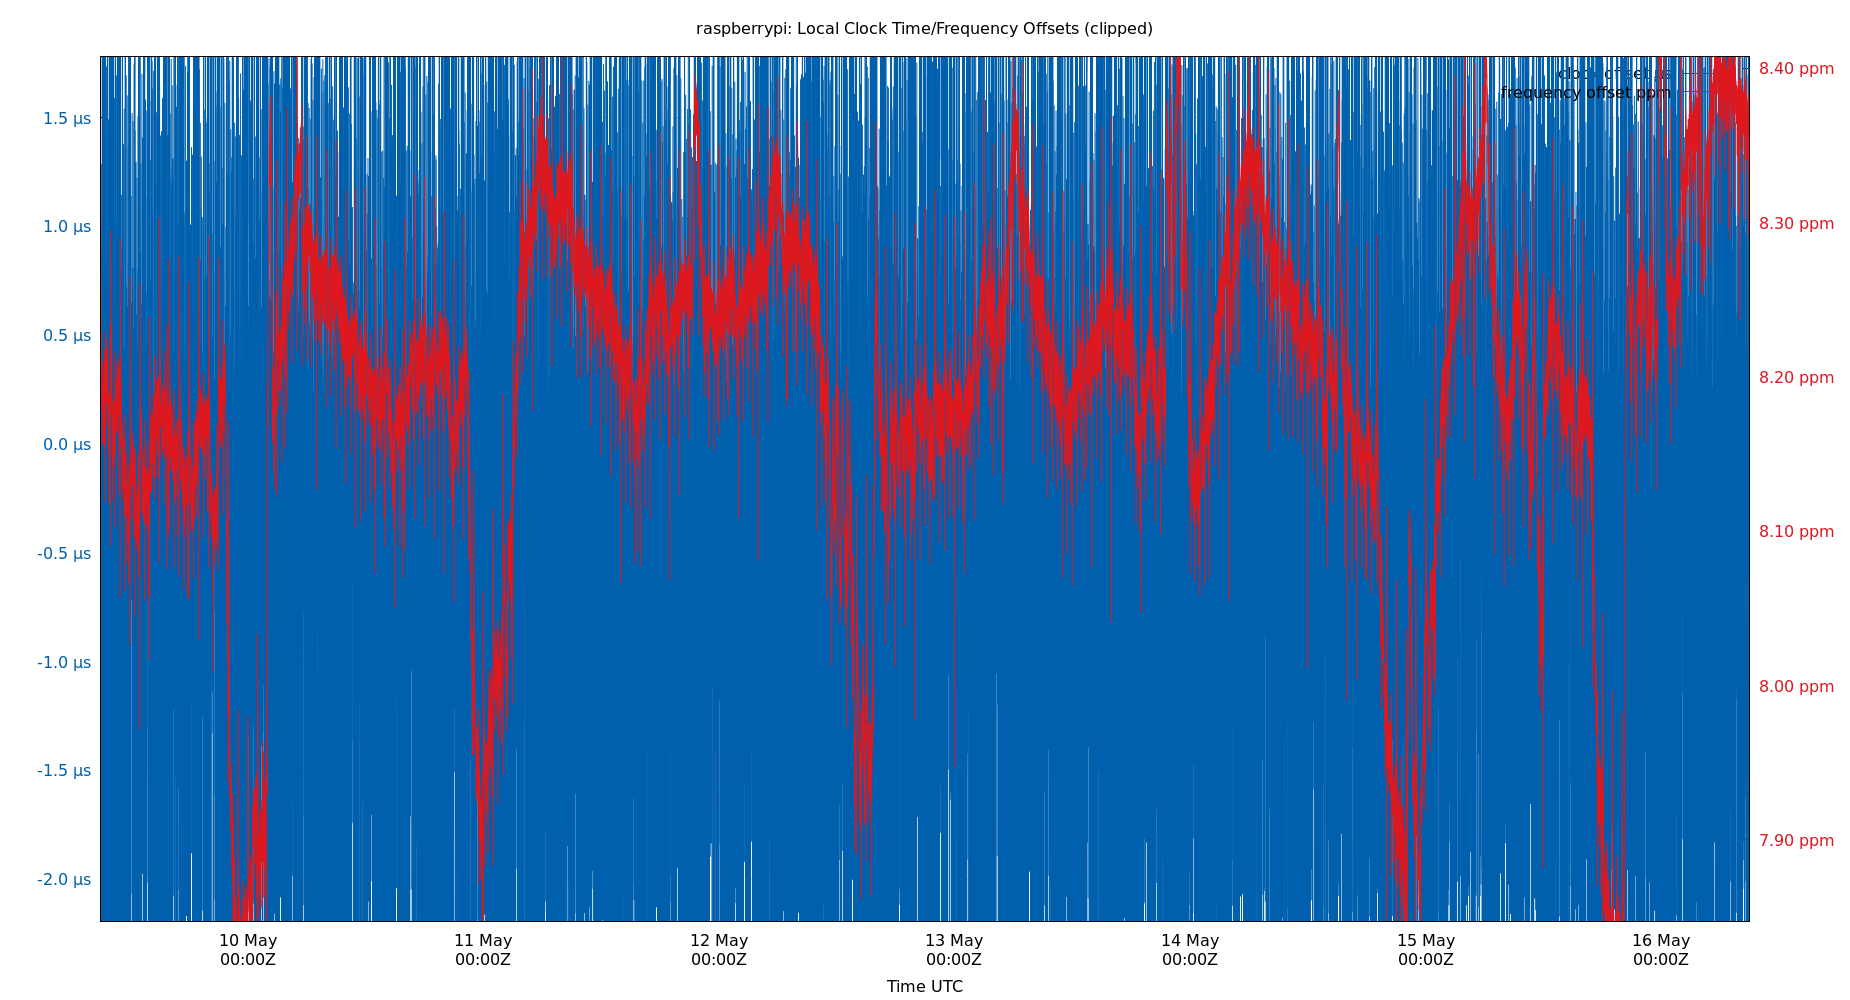 raspberrypi: Local Clock Time/Frequency Offsets (clipped)
clock offset µs
frequency offset ppm
1.5 µs
1.0 µs
0.5 µs
0.0 µs
-0.5 µs
-1.0 µs
-1.5 µs
-2.0 µs
8.40 ppm
8.30 ppm
8.20 ppm
8.10 ppm
8.00 ppm
7.90 ppm
10 May
00:00Z
11 May
00:00Z
12 May
00:00Z
13 May
00:00Z
14 May
00:00Z
15 May
00:00Z
16 May
00:00Z
Time UTC